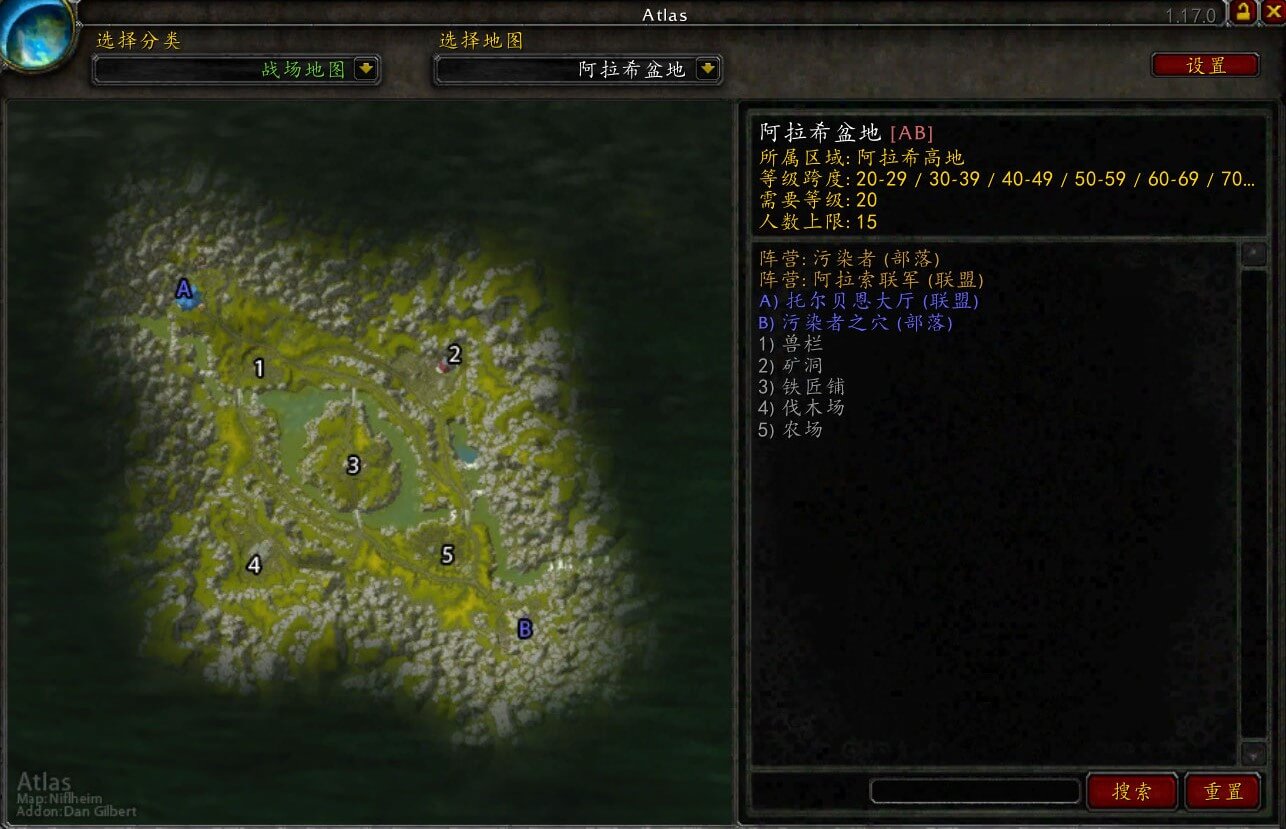 Atlas
1.17.0
选择分类
选择地图
战场地图
阿拉希盆地
设置
阿拉希盆地 [AB]
所属区域: 阿拉希高地
等级跨度: 20-29 / 30-39 / 40-49 / 50-59 / 60-69 / 70...
需要等级: 20
人数上限: 15
阵营: 污染者 (部落)
阵营: 阿拉索联军 (联盟)
A) 托尔贝恩大厅 (联盟)
B) 污染者之穴 (部落)
1) 兽栏
2) 矿洞
3) 铁匠铺
4) 伐木场
5) 农场
A
2
1
3
5
4
B
Atlas
Map:Niflheim
Addon:Dan Gilbert
搜索
重置